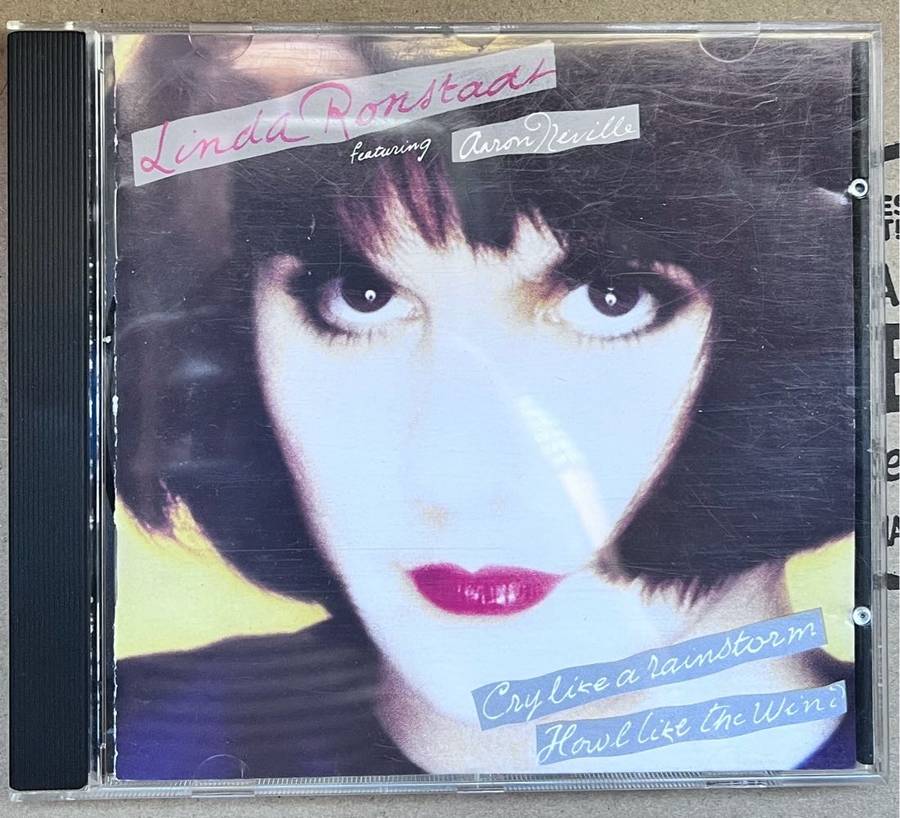 Linda Ronstadt
featuring Aaron Neville
Cry like a rainstorm
Howl like the Wind